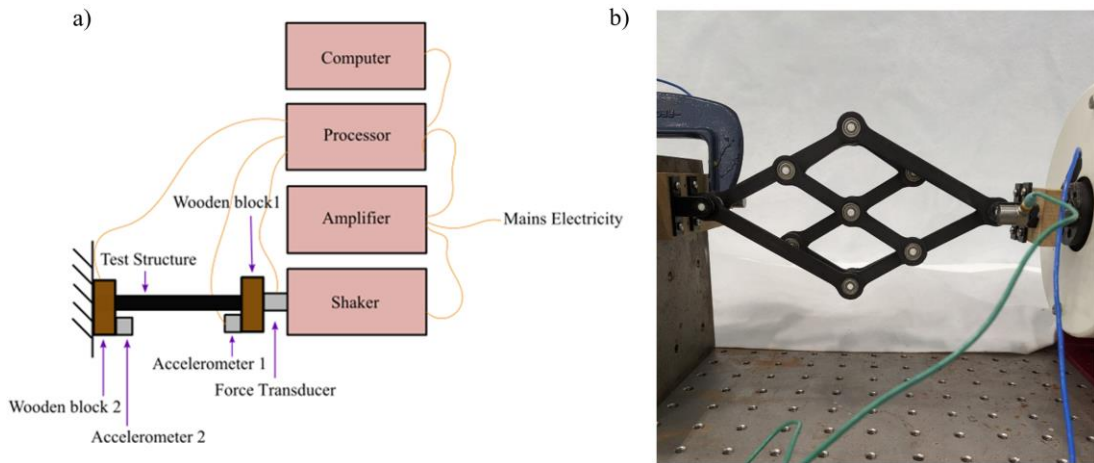 a)
b)
Computer
Processor
Wooden block1
Amplifier
Mains Electricity
Test Structure
Shaker
Accelerometer 1
Force Transducer
Wooden block 2
Accelerometer 2